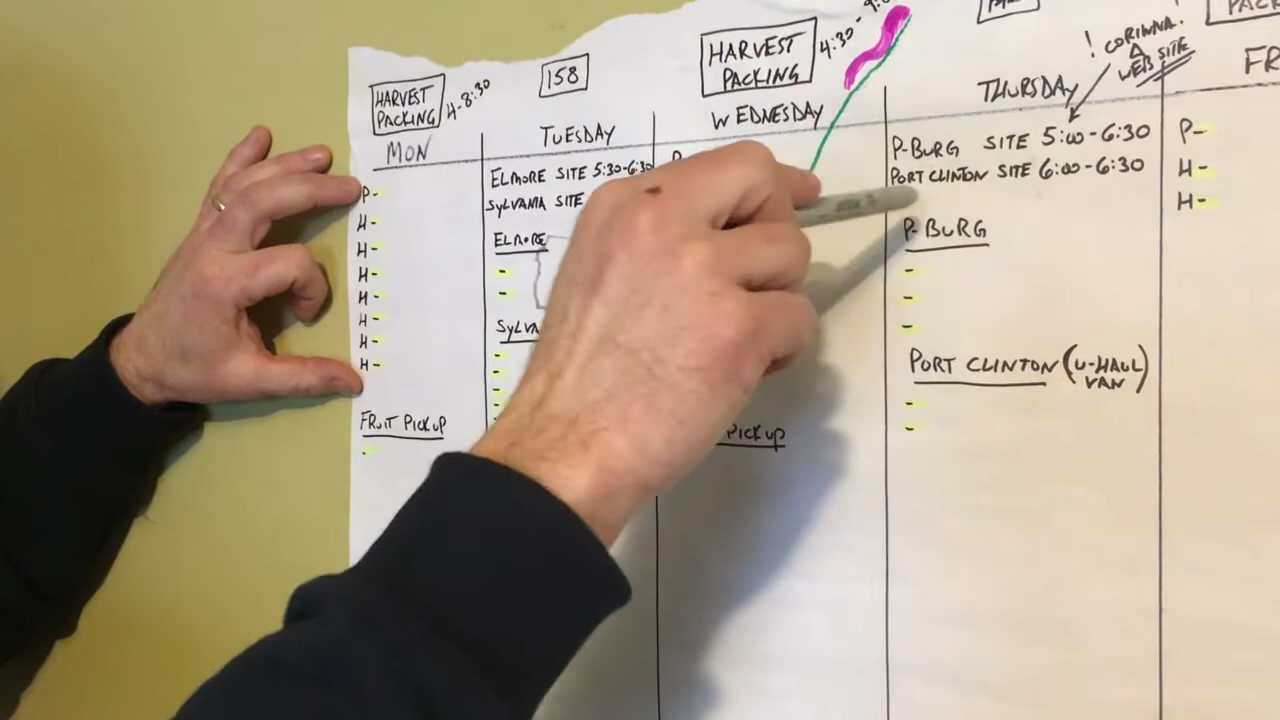 HARVEST
PACKING
4-8:30
MON
P-
H-
H-
H-
H-
H-
H-
H-
FRUIT PICKUP
-
158
TUESDAY
ELMORE SITE 5:30-6:30
SYLVANIA SITE
ELMORE
-
-
-
-
-
-
HARVEST
PACKING
4:30-
WEDNESDAY
PICKUP
! CORINNA.
WEB SITE
THURSDAY
P-BURG SITE 5:00-6:30
PORT CLINTON SITE 6:00-6:30
P-BURG
-
-
-
PORT CLINTON (U-HAUL
VAN)
-
-
P-
H-
H-